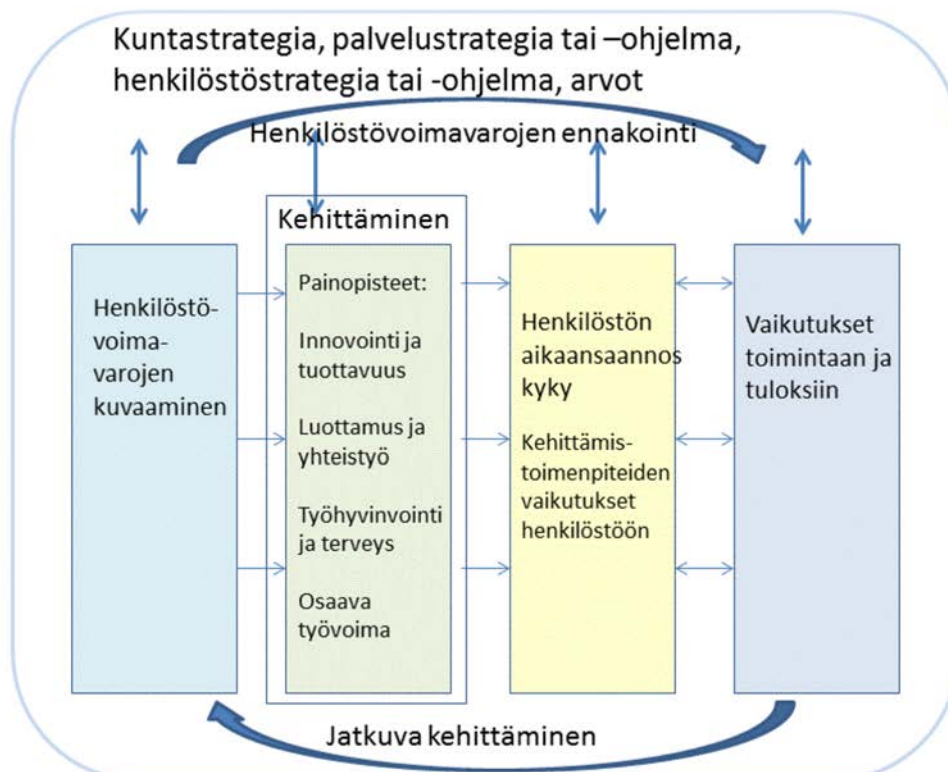 Kuntastrategia, palvelustrategia tai –ohjelma,
henkilöstöstrategia tai -ohjelma, arvot
Henkilöstövoimavarojen ennakointi
Henkilöstö-
voima-
varojen
kuvaaminen
Kehittäminen
Painopisteet:
Innovointi ja
tuottavuus
Luottamus ja
yhteistyö
Työhyvinvointi
ja terveys
Osaava
työvoima
Henkilöstön
aikaansaannos
kyky
Kehittämis-
toimenpiteiden
vaikutukset
henkilöstöön
Vaikutukset
toimintaan ja
tuloksiin
Jatkuva kehittäminen